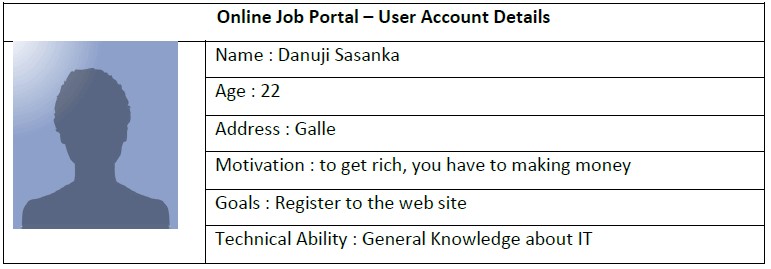 Online Job Portal – User Account Details
Name : Danuji Sasanka
Age : 22
Address : Galle
Motivation : to get rich, you have to making money
Goals : Register to the web site
Technical Ability : General Knowledge about IT